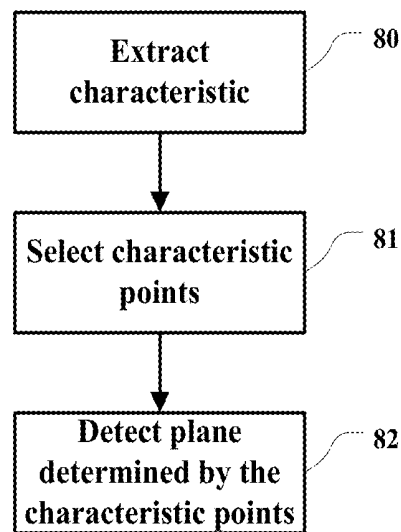 Extract
characteristic
80
Select characteristic
points
81
Detect plane
determined by the
characteristic points
82